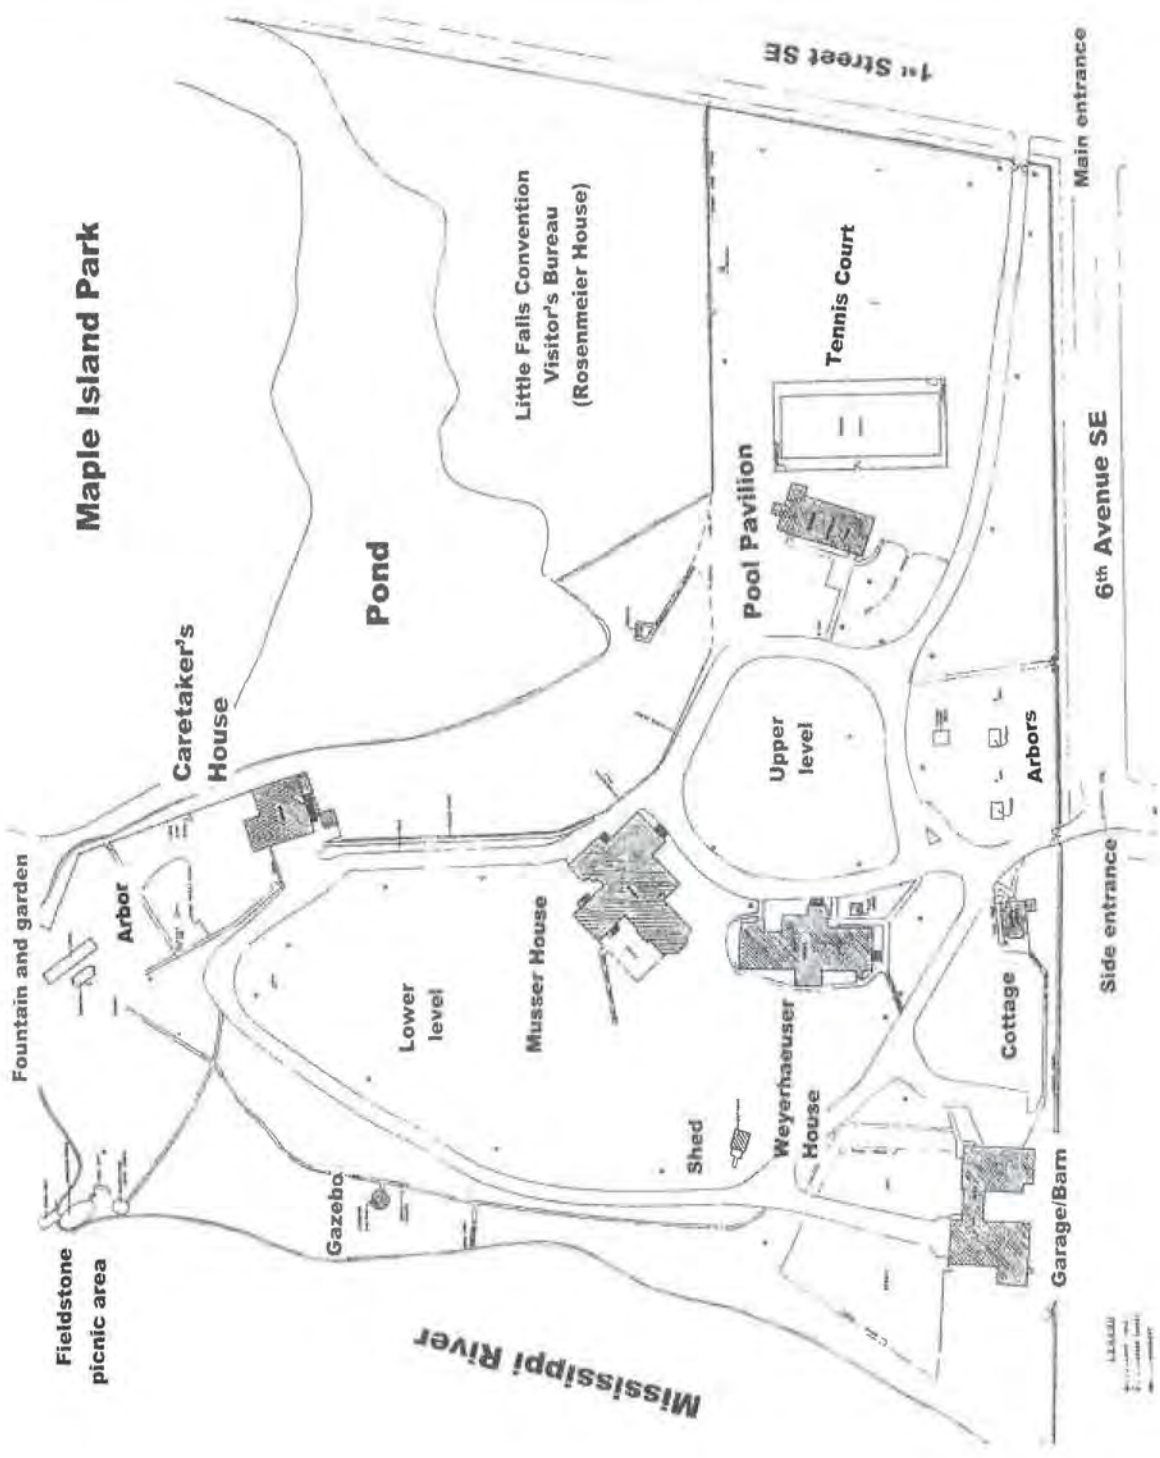 Maple Island Park
1st Street SE
Main entrance
Little Falls Convention
Visitor's Bureau
(Rosenmeier House)
Tennis Court
Pond
Pool Pavilion
6th Avenue SE
Caretaker's
House
Upper
level
Arbors
Fountain and garden
Arbor
Lower
level
Musser House
Weyerhaeuser
House
Cottage
Side entrance
Shed
Gazebo
Garage/Barn
Fieldstone
picnic area
Mississippi River
LEGEND